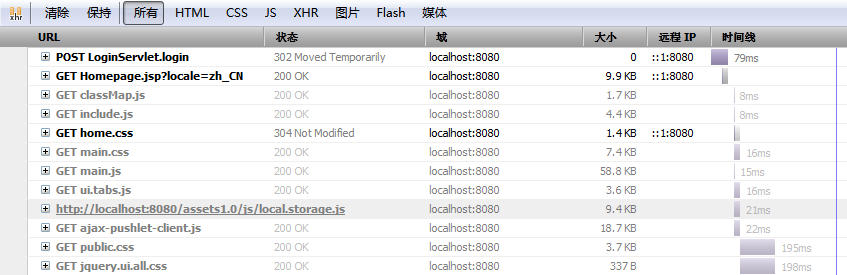 xhr 清除 保持 所有 HTML CSS JS XHR 图片 Flash 媒体
URL 状态 域 大小 远程 IP 时间线
POST LoginServlet.login 302 Moved Temporarily localhost:8080 0 ::1:8080 79ms
GET Homepage.jsp?locale=zh_CN 200 OK localhost:8080 9.9 KB ::1:8080
GET classMap.js 200 OK localhost:8080 1.7 KB 8ms
GET include.js 200 OK localhost:8080 4.4 KB 8ms
GET home.css 304 Not Modified localhost:8080 1.4 KB ::1:8080
GET main.css 200 OK localhost:8080 7.4 KB 16ms
GET main.js 200 OK localhost:8080 58.8 KB 15ms
GET ui.tabs.js 200 OK localhost:8080 3.6 KB 16ms
http://localhost:8080/assets1.0/js/local.storage.js 200 OK localhost:8080 9.4 KB 21ms
GET ajax-pushlet-client.js 200 OK localhost:8080 18.7 KB 22ms
GET public.css 200 OK localhost:8080 3.7 KB 195ms
GET jquery.ui.all.css 200 OK localhost:8080 337 B 198ms